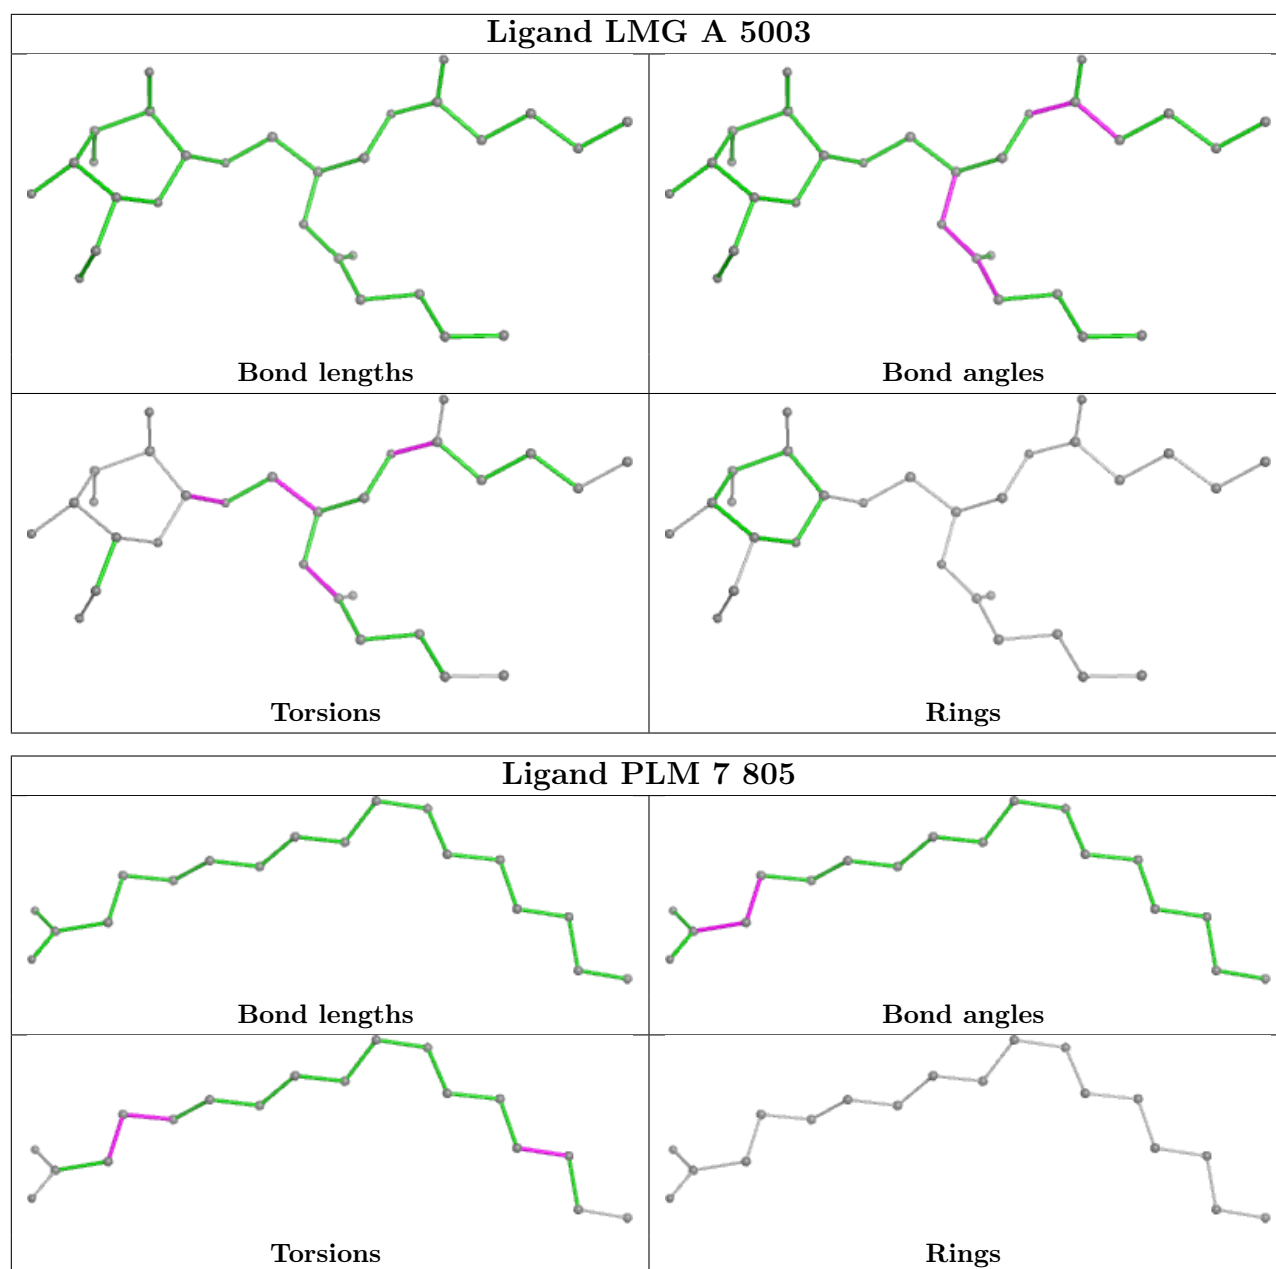 Ligand LMG A 5003
Bond lengths
Bond angles
Torsions
Rings
Ligand PLM 7 805
Bond lengths
Bond angles
Torsions
Rings